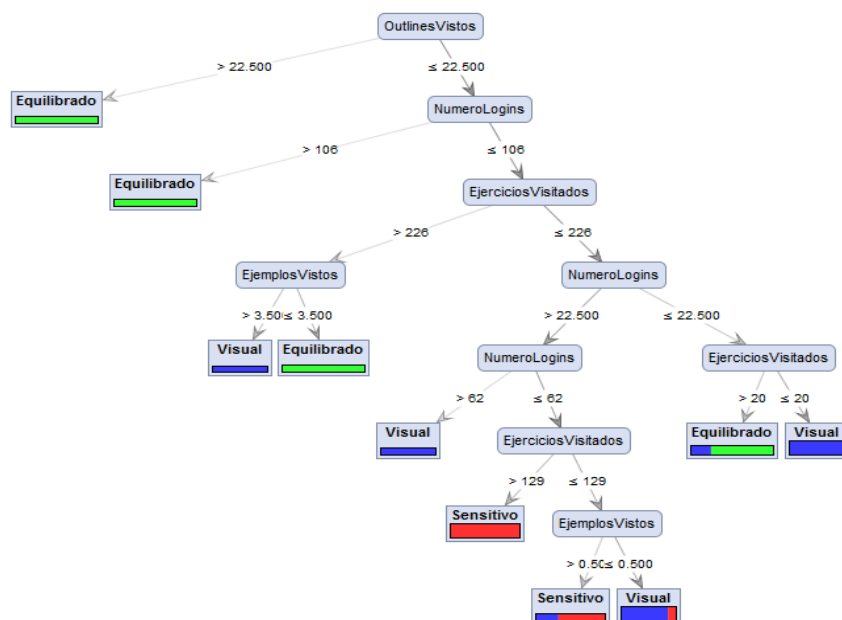 OutlinesVistos
> 22.500
≤ 22.500
Equilibrado
NumeroLogins
> 106
≤ 106
Equilibrado
EjerciciosVisitados
> 226
≤ 226
EjemplosVistos
NumeroLogins
> 3.50
≤ 3.500
> 22.500
≤ 22.500
Visual
Equilibrado
NumeroLogins
EjerciciosVisitados
> 62
≤ 62
> 20
≤ 20
Visual
EjerciciosVisitados
Equilibrado
Visual
> 129
≤ 129
Sensitivo
EjemplosVistos
> 0.50
≤ 0.500
Sensitivo
Visual